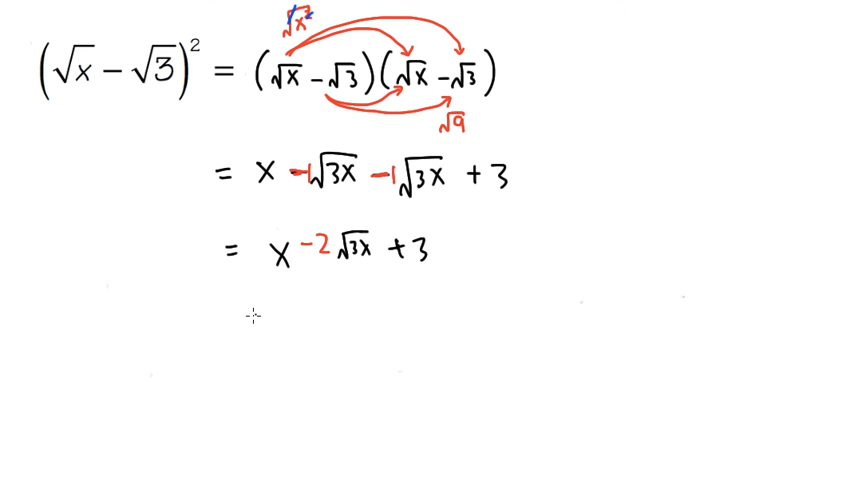 √x²
(√x − √3)² = (√x − √3)(√x − √3)
√9
= x −1√3x −1√3x + 3
= x −2√3x + 3